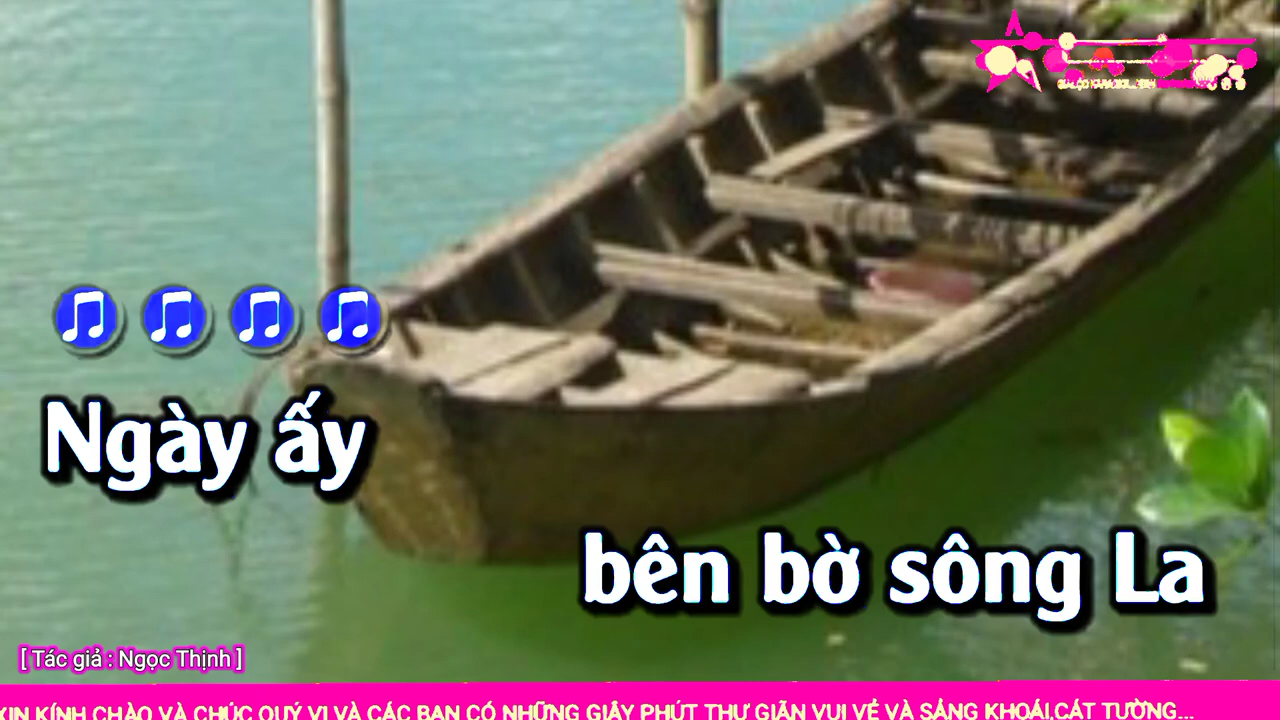 Ngày ấy
bên bờ sông La
[ Tác giả : Ngọc Thịnh ]
XIN KÍNH CHÀO VÀ CHÚC QUÝ VỊ VÀ CÁC BẠN CÓ NHỮNG GIÂY PHÚT THƯ GIÃN VUI VẺ VÀ SẢNG KHOÁI,CÁT TƯỜNG...